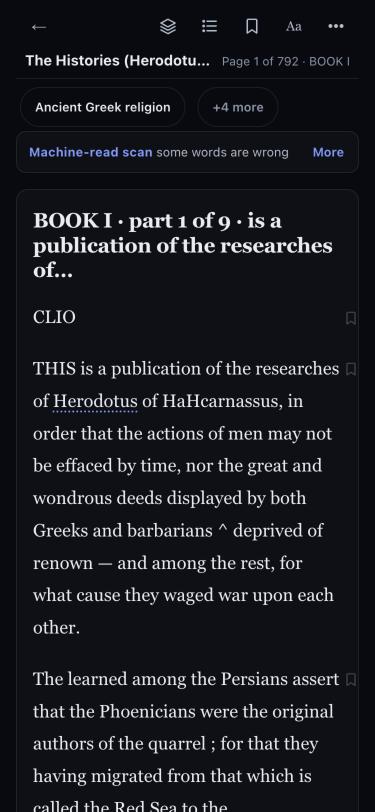 ←
Aa
The Histories (Herodotu...
Page 1 of 792 · BOOK I
Ancient Greek religion
+4 more
Machine-read scan some words are wrong
More
BOOK I · part 1 of 9 · is a
publication of the researches
of...
CLIO
THIS is a publication of the researches
of Herodotus of HaHcarnassus, in
order that the actions of men may not
be effaced by time, nor the great and
wondrous deeds displayed by both
Greeks and barbarians ^ deprived of
renown — and among the rest, for
what cause they waged war upon each
other.
The learned among the Persians assert
that the Phoenicians were the original
authors of the quarrel ; for that they
having migrated from that which is
called the Red Sea to the